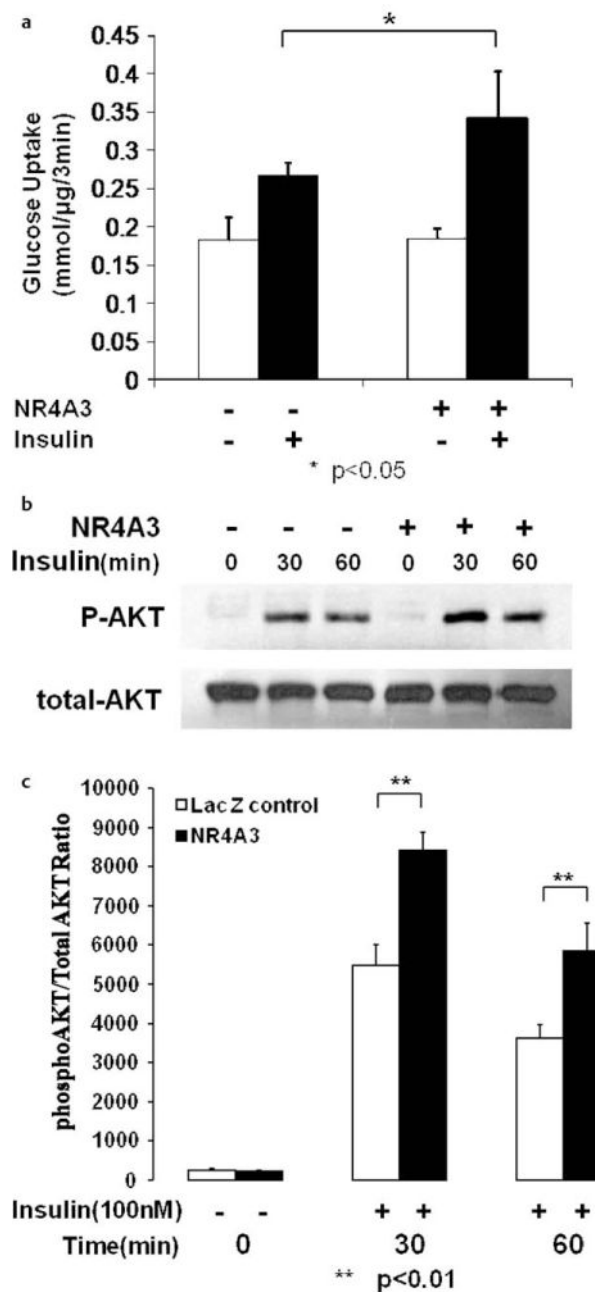 a
*
Glucose Uptake
(mmol/µg/3min)
0.45
0.4
0.35
0.3
0.25
0.2
0.15
0.1
0.05
0
NR4A3 - - + +
Insulin - + - +
* p<0.05
b
NR4A3 - - - + + +
Insulin(min) 0 30 60 0 30 60
P-AKT
total-AKT
c
phosphoAKT/Total AKT Ratio
10000
9000
8000
7000
6000
5000
4000
3000
2000
1000
0
LacZ control
NR4A3
**
**
Insulin(100nM) - - + + + +
Time(min) 0 30 60
** p<0.01